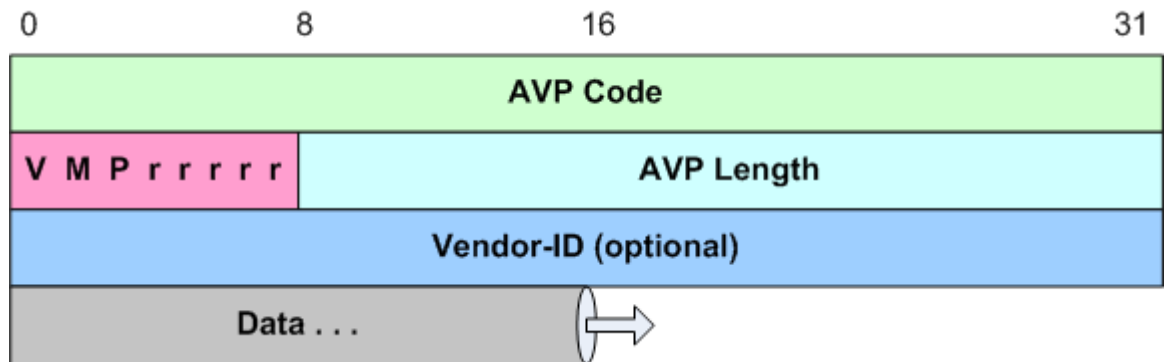 0 8 16 31
AVP Code
V M P r r r r r AVP Length
Vendor-ID (optional)
Data . . .